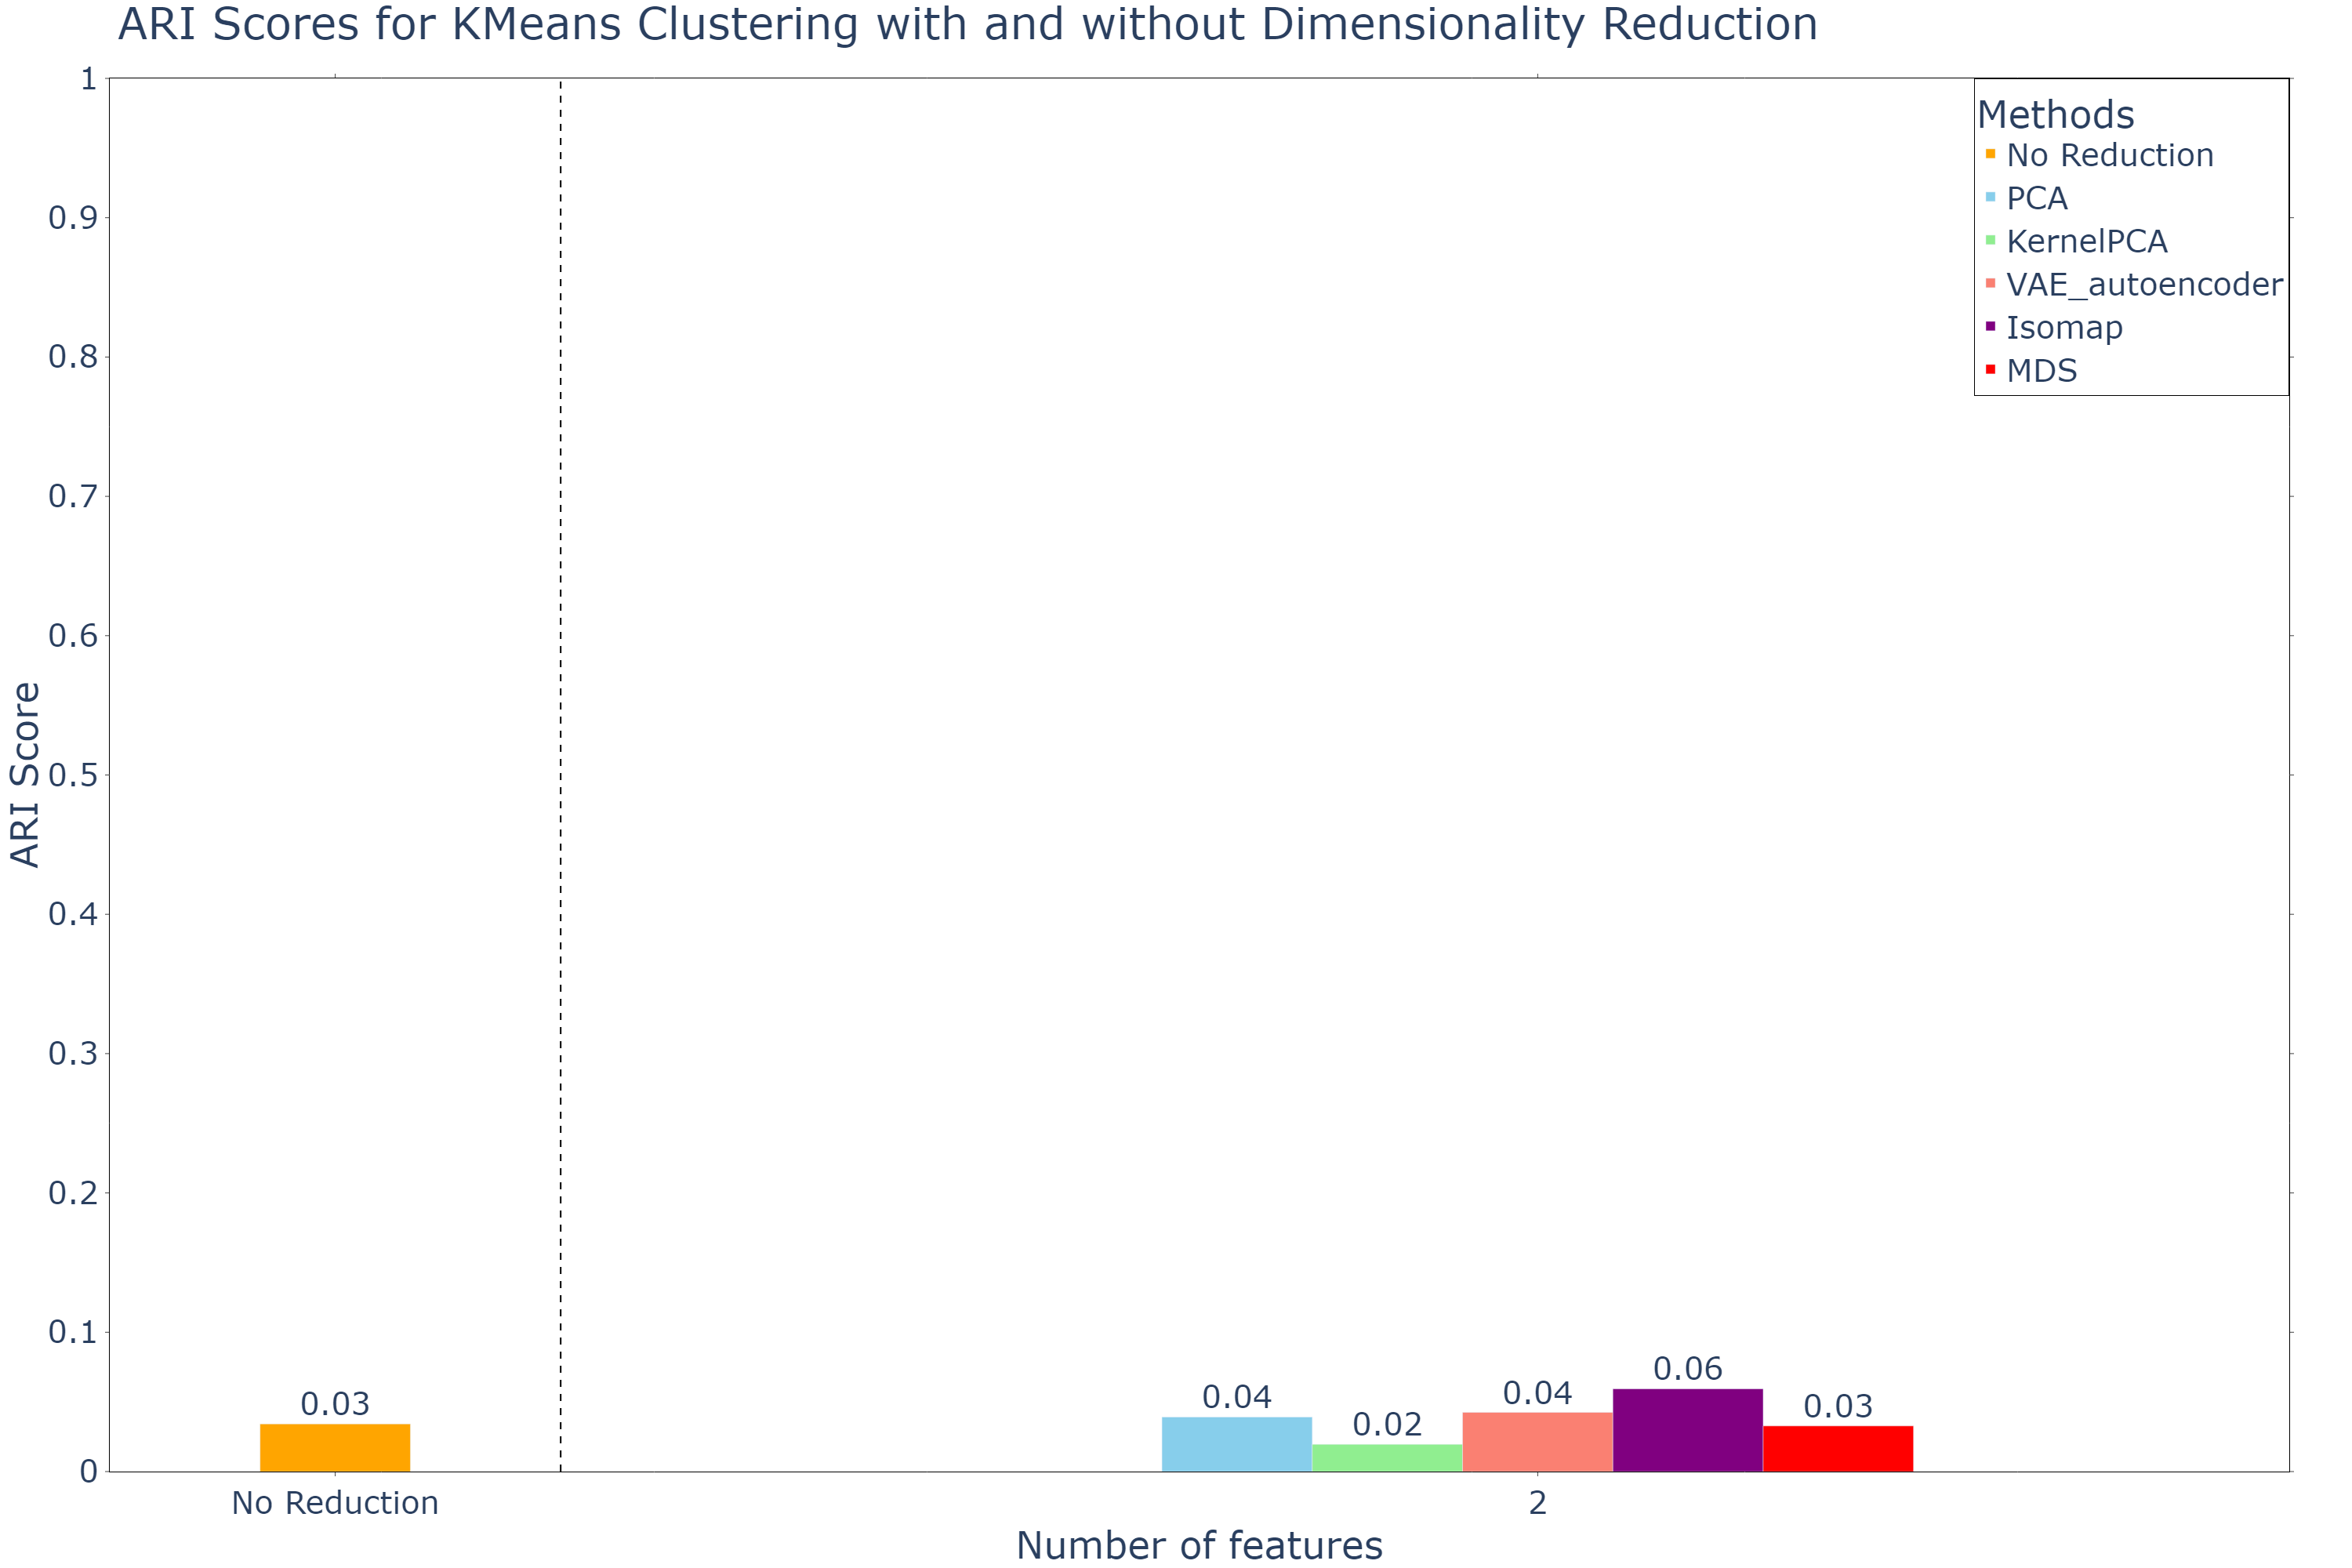 ARI Scores for KMeans Clustering with and without Dimensionality Reduction
1
0.9
0.8
0.7
0.6
0.5
0.4
0.3
0.2
0.1
0
ARI Score
Methods
No Reduction
PCA
KernelPCA
VAE_autoencoder
Isomap
MDS
0.03
0.04
0.02
0.04
0.06
0.03
No Reduction
2
Number of features